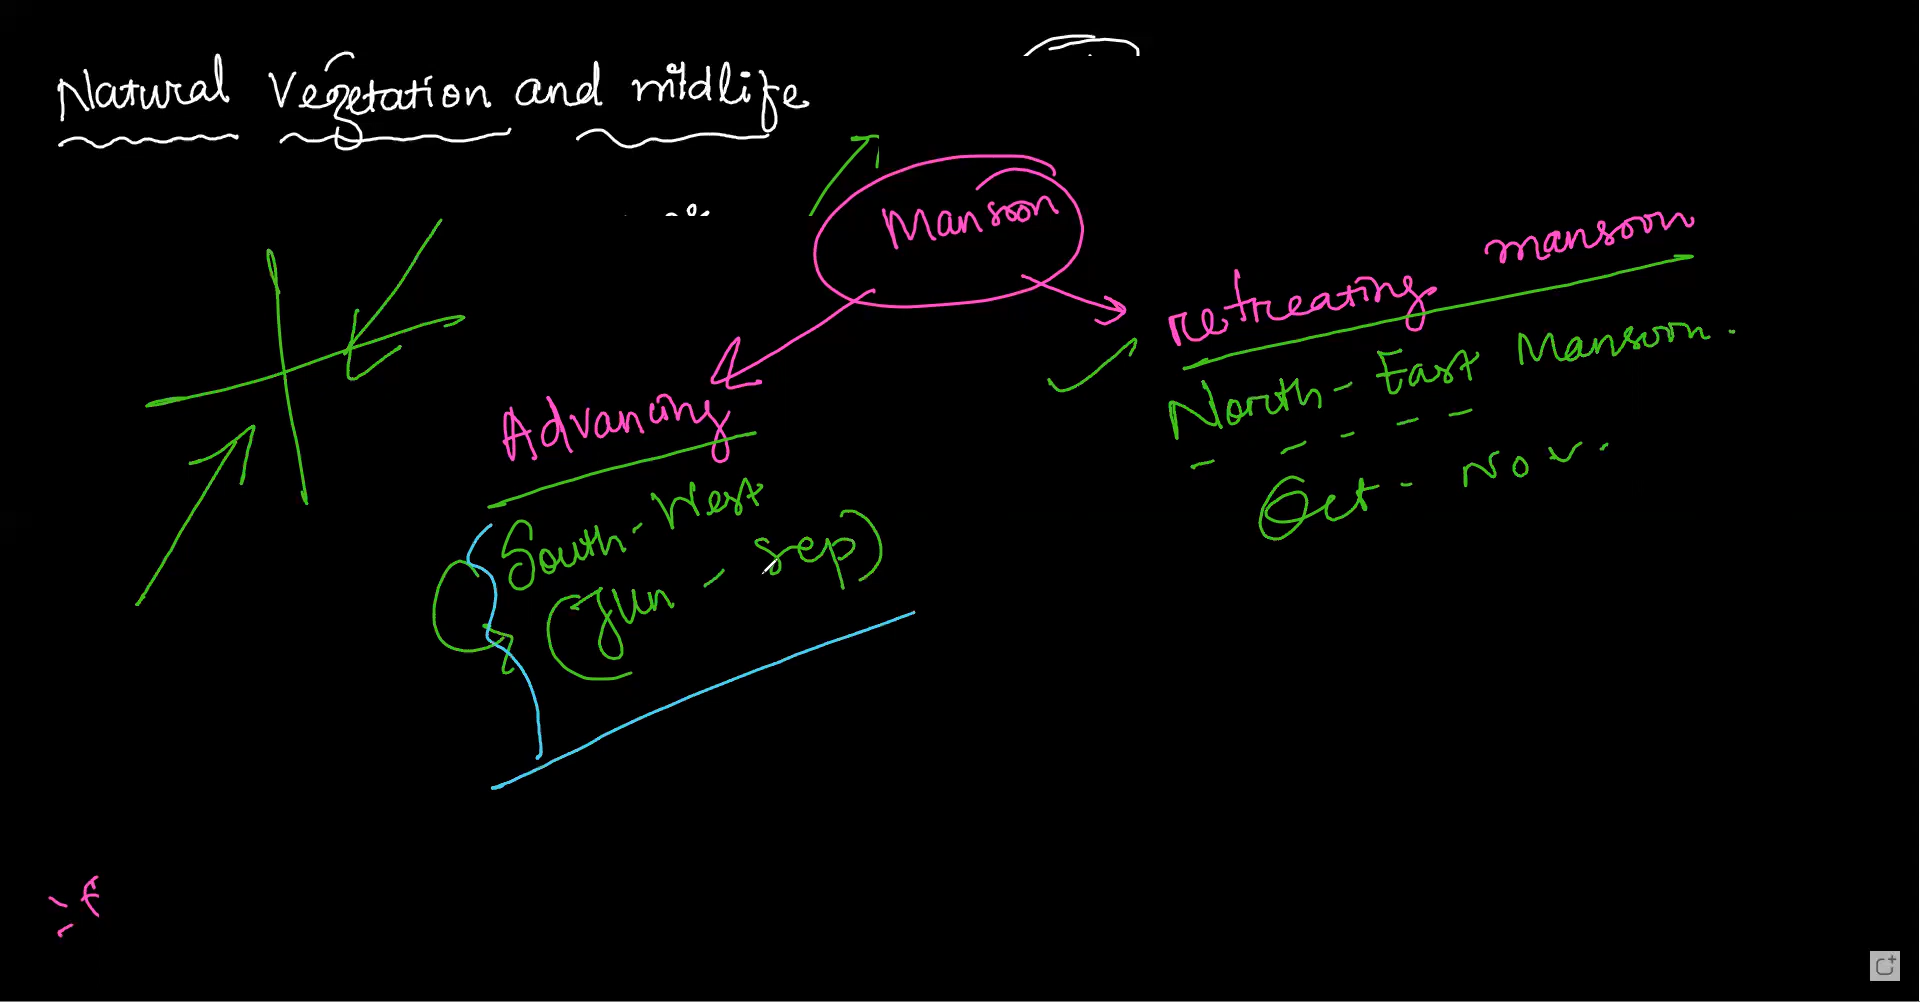 Natural Vegetation and wildlife
Mansoon
retreating mansoon
North-East Mansoon.
Oct - Nov.
Advancing
South-West
(Jun - Sep)